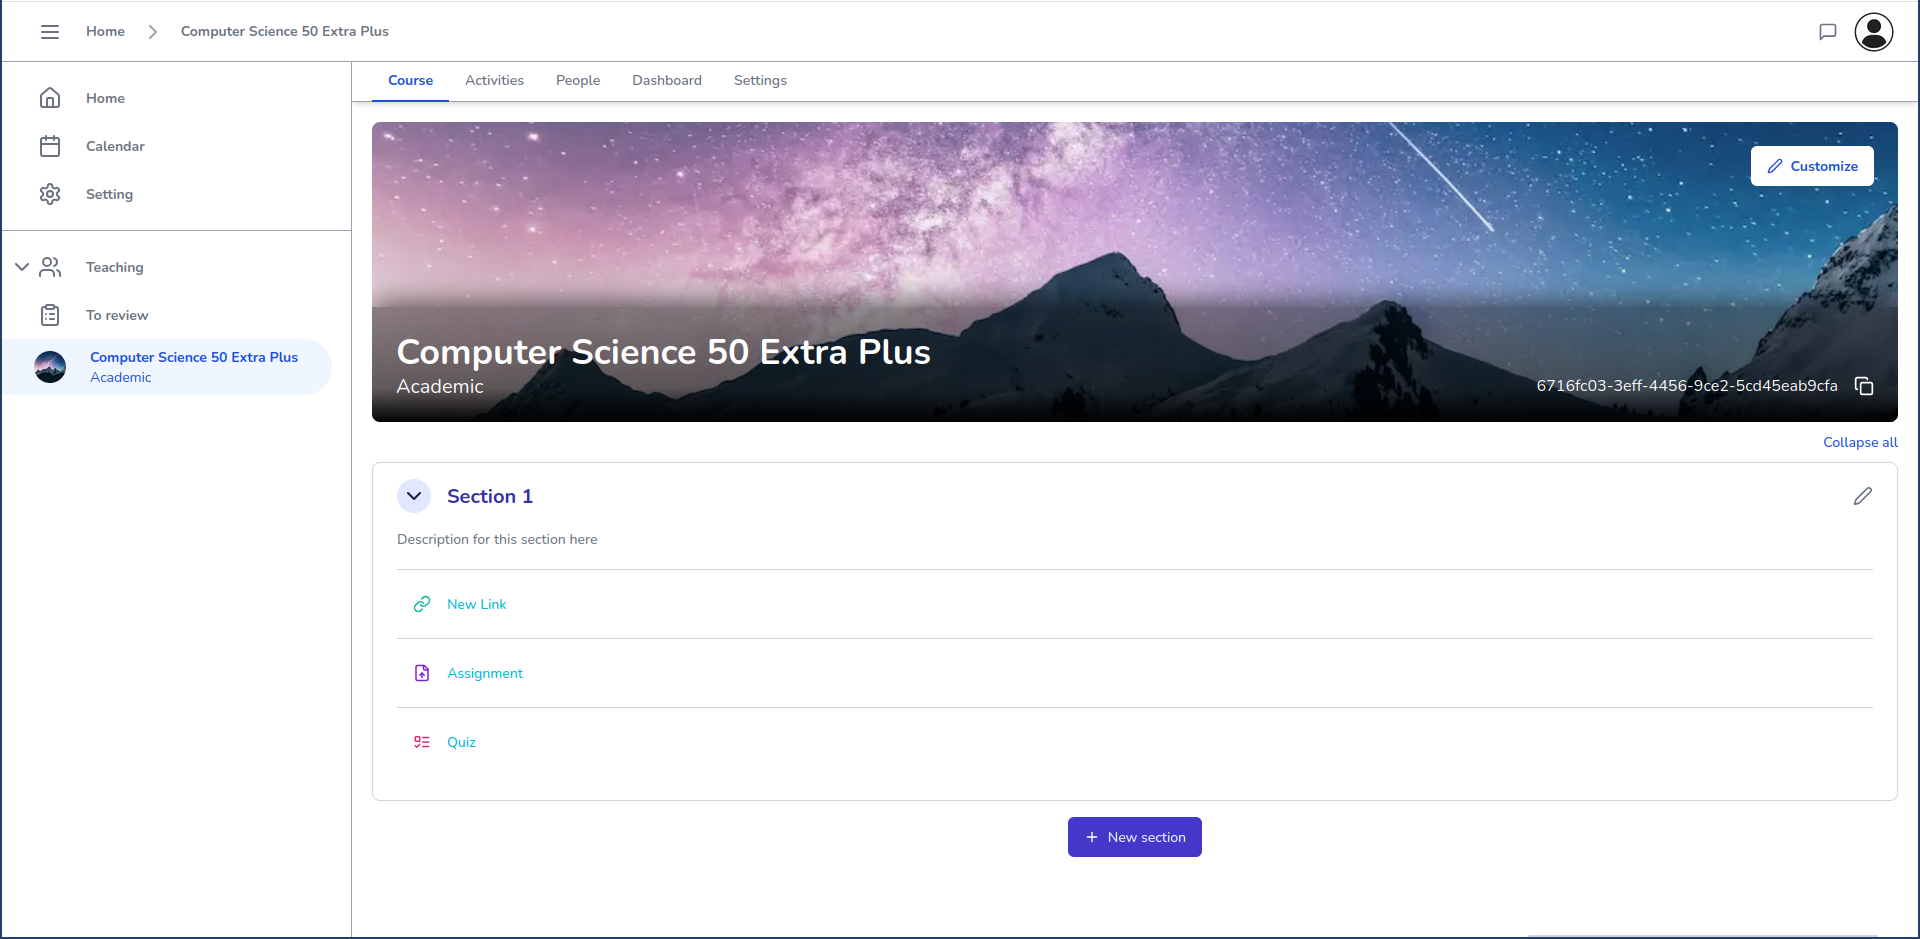 Home
Computer Science 50 Extra Plus
Home
Calendar
Setting
Teaching
To review
Computer Science 50 Extra Plus
Academic
Course
Activities
People
Dashboard
Settings
Customize
Computer Science 50 Extra Plus
Academic
6716fc03-3eff-4456-9ce2-5cd45eab9cfa
Collapse all
Section 1
Description for this section here
New Link
Assignment
Quiz
New section